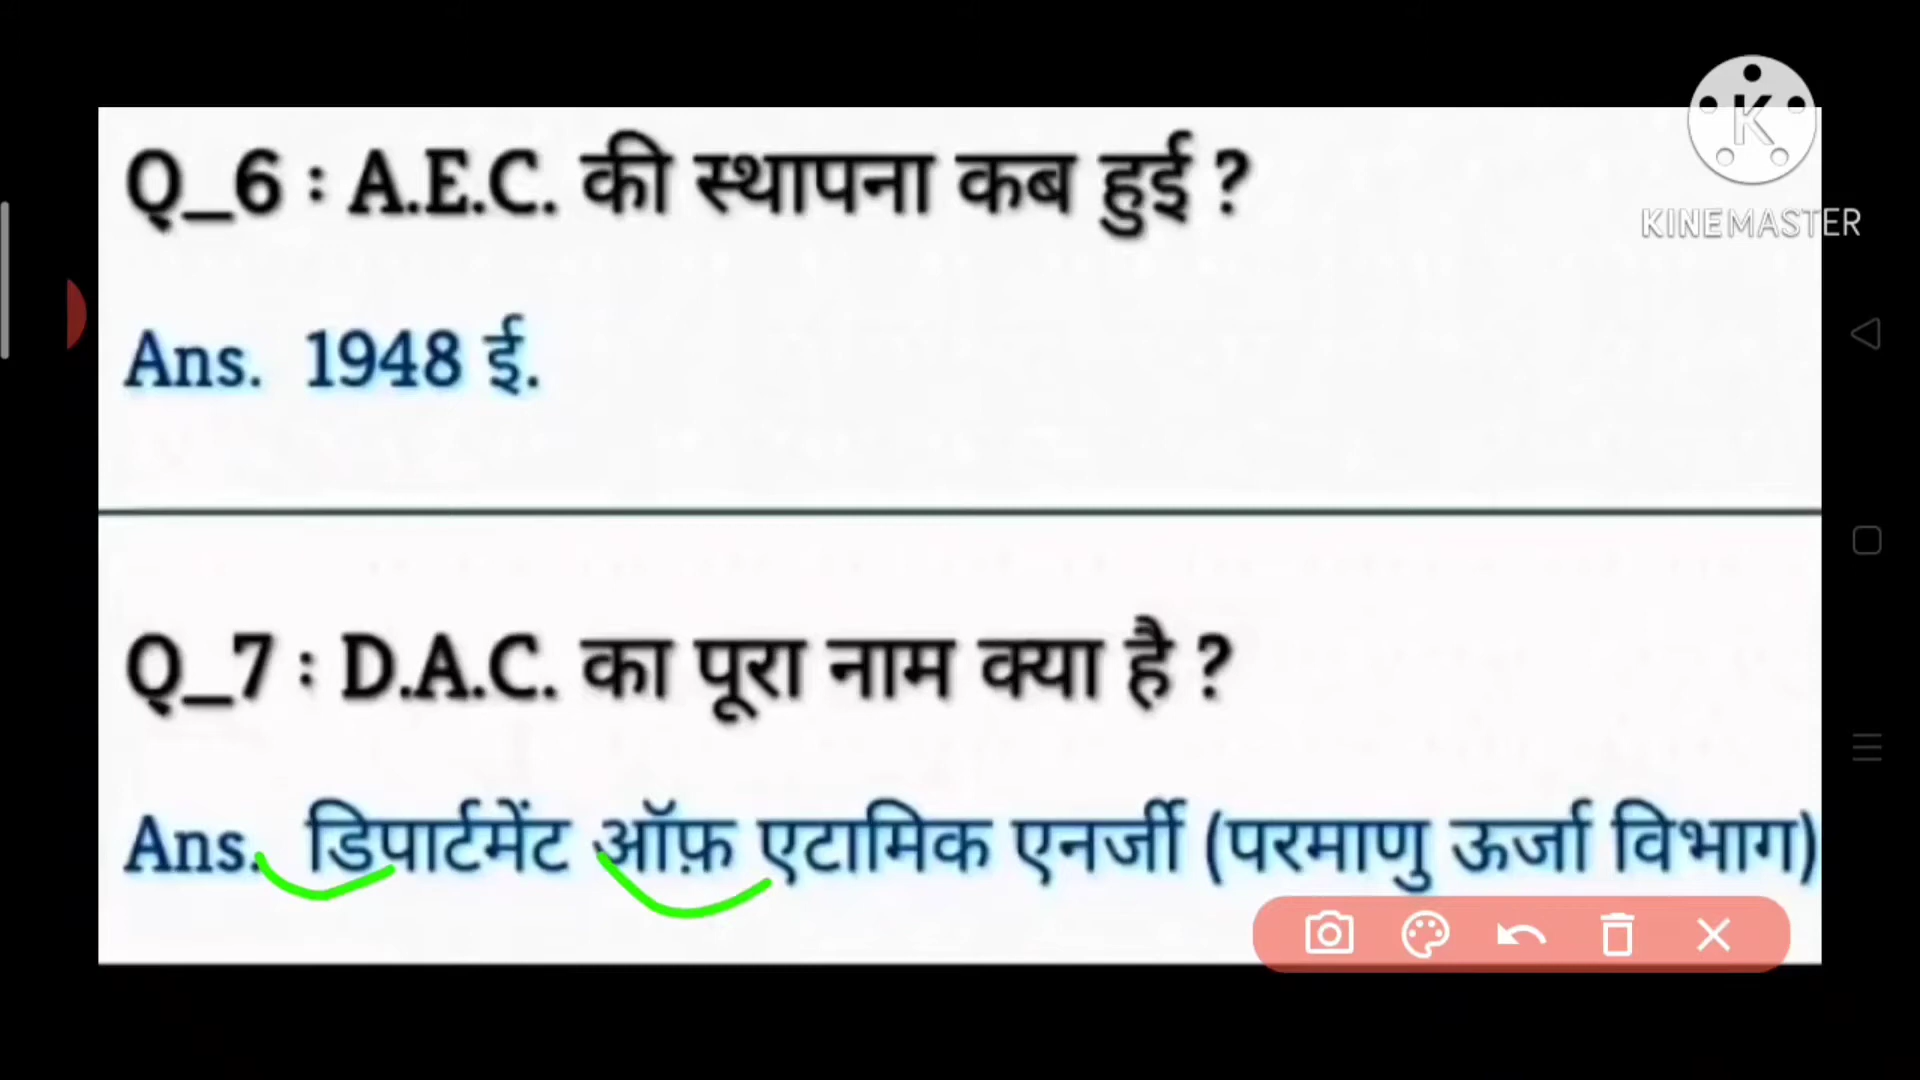 Q_6 : A.E.C. की स्थापना कब हुई ?
KINEMASTER
Ans. 1948 ई.
Q_7 : D.A.C. का पूरा नाम क्या है ?
Ans. डिपार्टमेंट ऑफ़ एटामिक एनर्जी (परमाणु ऊर्जा विभाग)